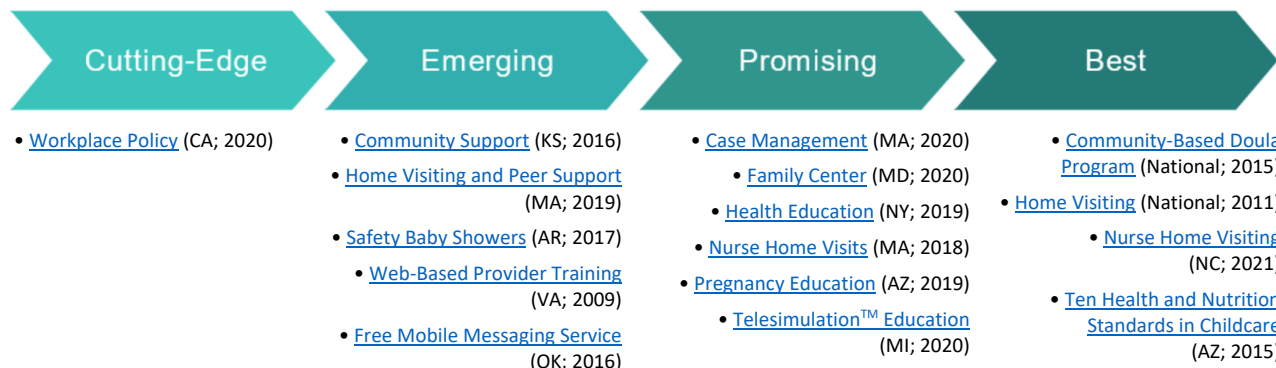 Cutting-Edge
• Workplace Policy (CA; 2020)
Emerging
• Community Support (KS; 2016)
• Home Visiting and Peer Support
(MA; 2019)
• Safety Baby Showers (AR; 2017)
• Web-Based Provider Training
(VA; 2009)
• Free Mobile Messaging Service
(OK; 2016)
Promising
• Case Management (MA; 2020)
• Family Center (MD; 2020)
• Health Education (NY; 2019)
• Nurse Home Visits (MA; 2018)
• Pregnancy Education (AZ; 2019)
• Telesimulation™ Education
(MI; 2020)
Best
• Community-Based Doula
Program (National; 2015)
• Home Visiting (National; 2011)
• Nurse Home Visiting
(NC; 2021)
• Ten Health and Nutrition
Standards in Childcare
(AZ; 2015)